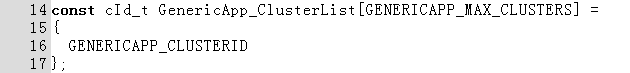 14 const cId_t GenericApp_ClusterList[GENERICAPP_MAX_CLUSTERS] =
15 {
16   GENERICAPP_CLUSTERID
17 };